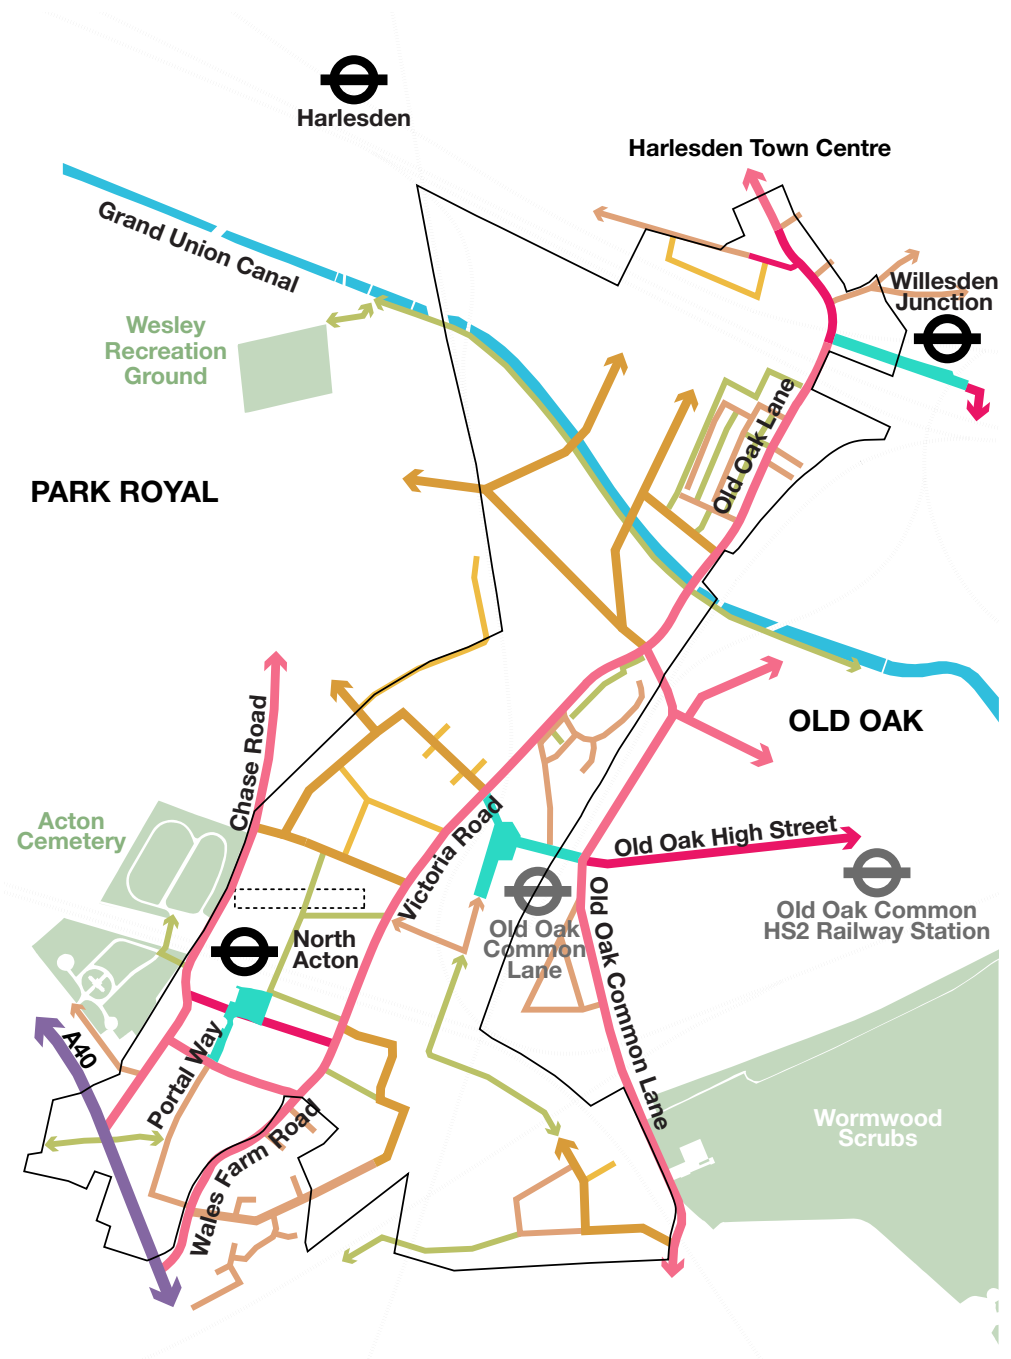 Harlesden
Harlesden Town Centre
Grand Union Canal
Willesden
Junction
Wesley
Recreation
Ground
Old Oak Lane
PARK ROYAL
OLD OAK
Chase Road
Acton
Cemetery
Victoria Road
Old Oak High Street
Old Oak Common
HS2 Railway Station
Old Oak
Common
Lane
North
Acton
Old Oak Common Lane
A40
Portal Way
Wales Farm Road
Wormwood
Scrubs